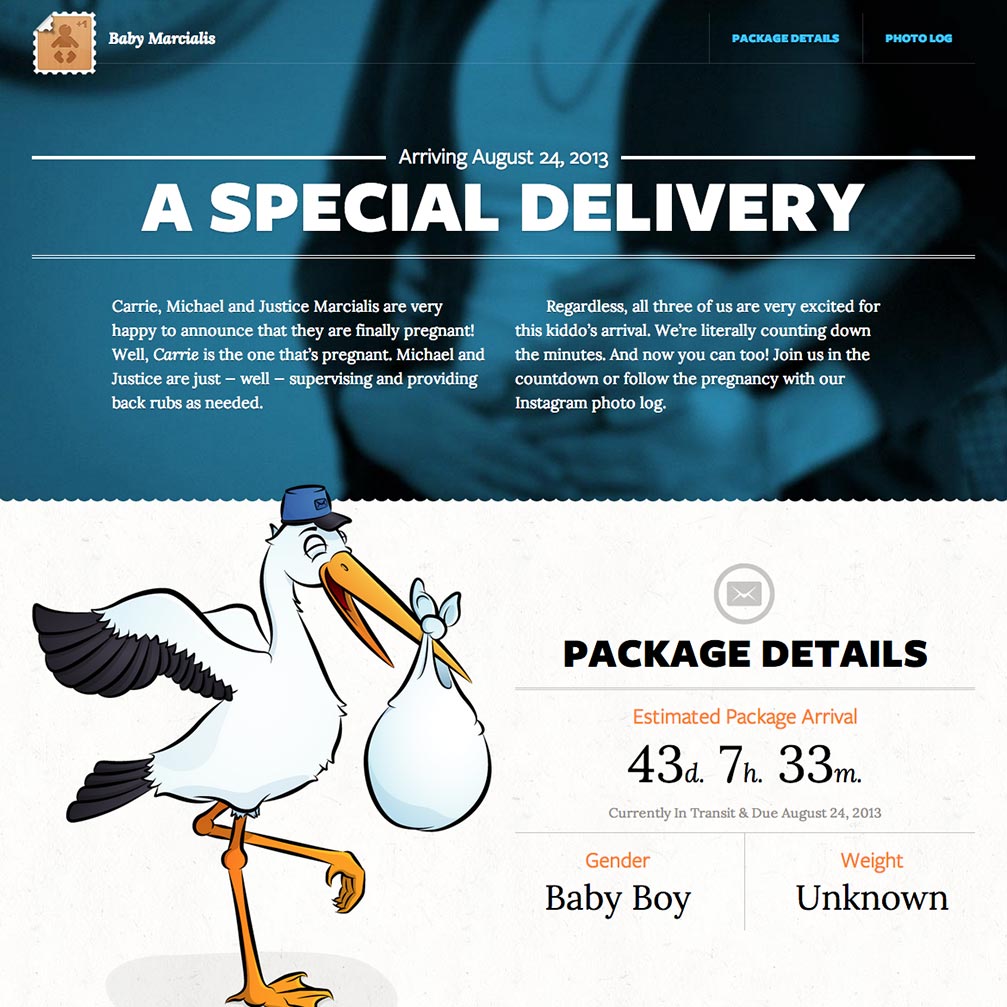 +1
Baby Marcialis
PACKAGE DETAILS
PHOTO LOG
Arriving August 24, 2013
A SPECIAL DELIVERY
Carrie, Michael and Justice Marcialis are very
happy to announce that they are finally pregnant!
Well, Carrie is the one that's pregnant. Michael and
Justice are just — well — supervising and providing
back rubs as needed.
Regardless, all three of us are very excited for
this kiddo's arrival. We're literally counting down
the minutes. And now you can too! Join us in the
countdown or follow the pregnancy with our
Instagram photo log.
PACKAGE DETAILS
Estimated Package Arrival
43d. 7h. 33m.
Currently In Transit & Due August 24, 2013
Gender
Baby Boy
Weight
Unknown